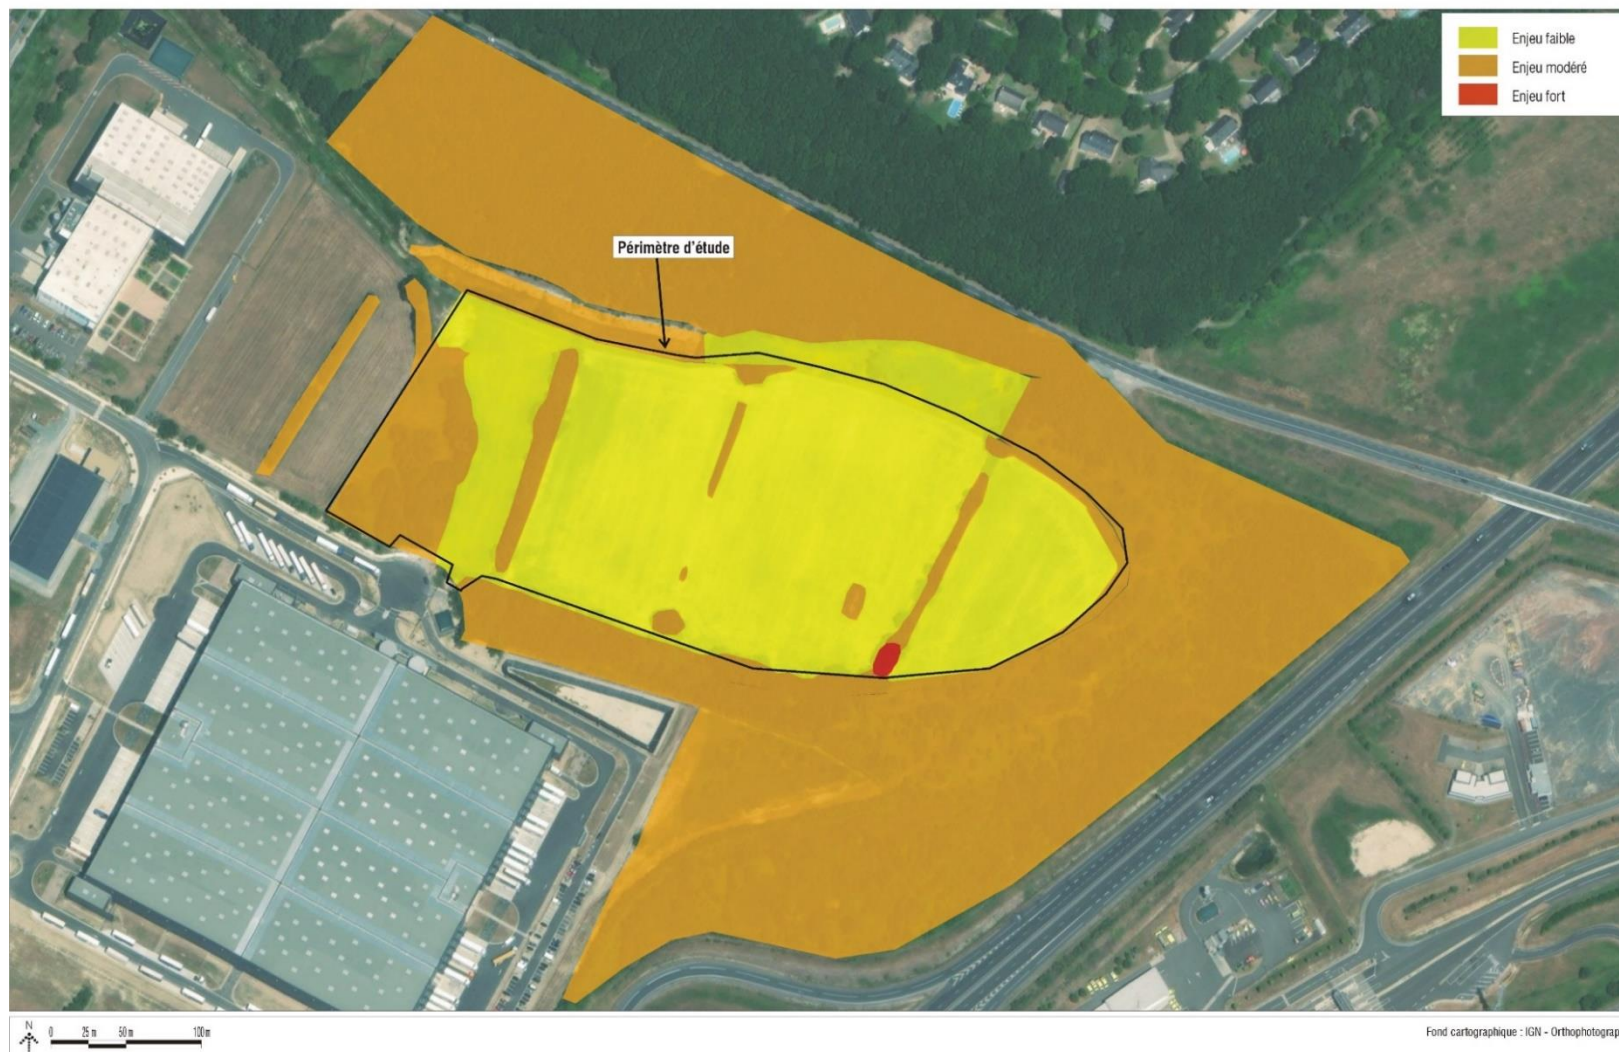 Enjeu faible
Enjeu modéré
Enjeu fort
Périmètre d'étude
N
0 25 m 50 m 100 m
Fond cartographique : IGN - Orthophotograp